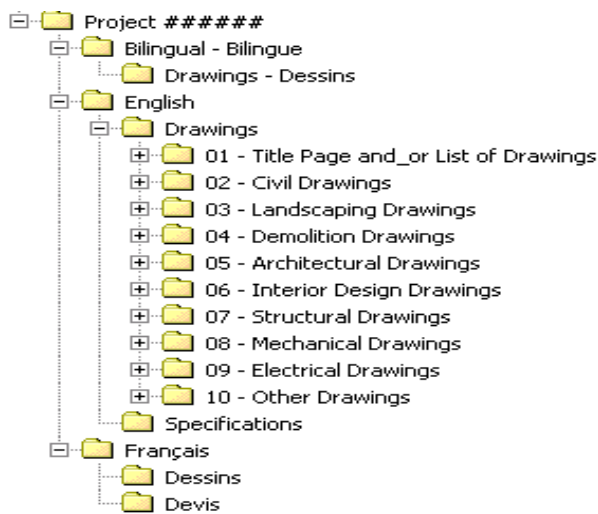 Project ######
Bilingual - Bilingue
Drawings - Dessins
English
Drawings
01 - Title Page and_or List of Drawings
02 - Civil Drawings
03 - Landscaping Drawings
04 - Demolition Drawings
05 - Architectural Drawings
06 - Interior Design Drawings
07 - Structural Drawings
08 - Mechanical Drawings
09 - Electrical Drawings
10 - Other Drawings
Specifications
Français
Dessins
Devis